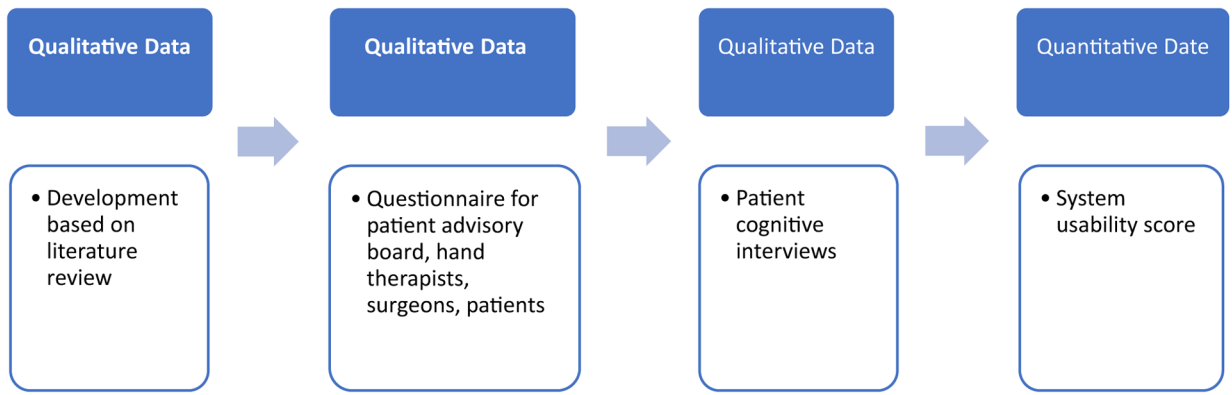 Qualitative Data
Qualitative Data
Qualitative Data
Quantitative Date
• Development
based on
literature
review
• Questionnaire for
patient advisory
board, hand
therapists,
surgeons, patients
• Patient
cognitive
interviews
• System
usability score